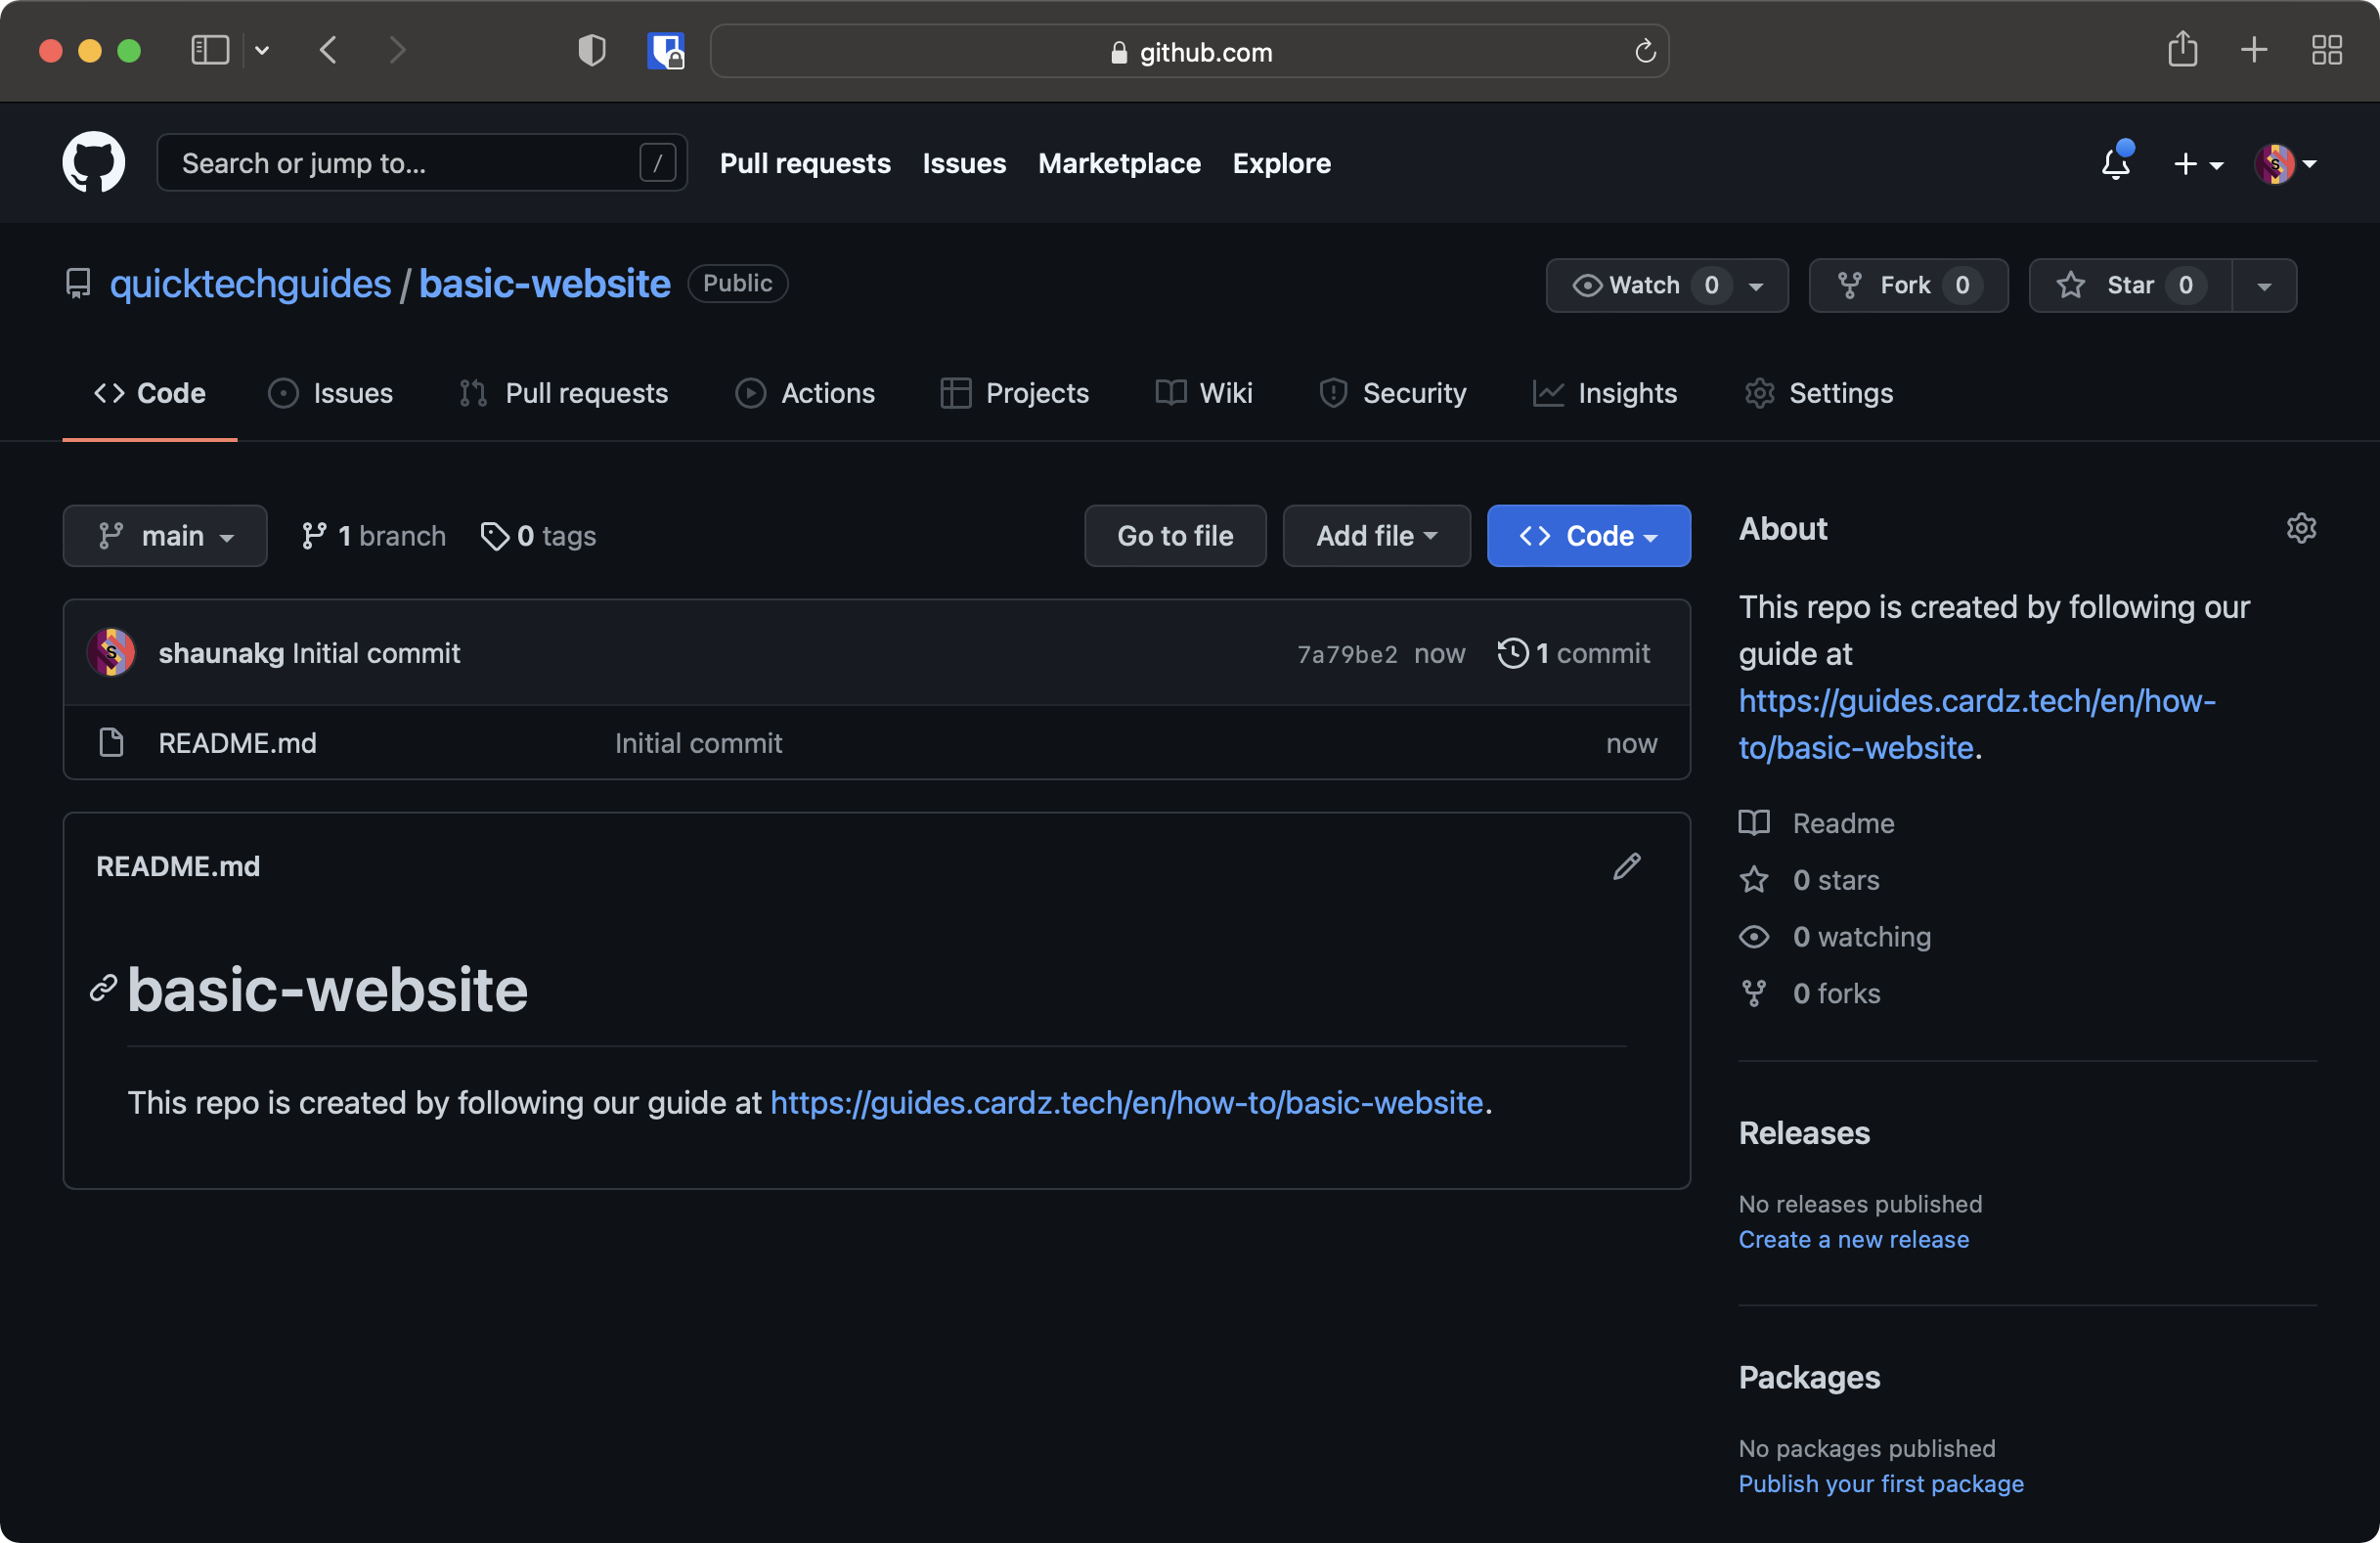 github.com
Search or jump to... /
Pull requests Issues Marketplace Explore
quicktechguides / basic-website Public
Watch 0 Fork 0 Star 0
Code Issues Pull requests Actions Projects Wiki Security Insights Settings
main 1 branch 0 tags Go to file Add file Code
shaunakg Initial commit 7a79be2 now 1 commit
README.md Initial commit now
README.md
basic-website
This repo is created by following our guide at https://guides.cardz.tech/en/how-to/basic-website.
About
This repo is created by following our
guide at
https://guides.cardz.tech/en/how-
to/basic-website.
Readme
0 stars
0 watching
0 forks
Releases
No releases published
Create a new release
Packages
No packages published
Publish your first package